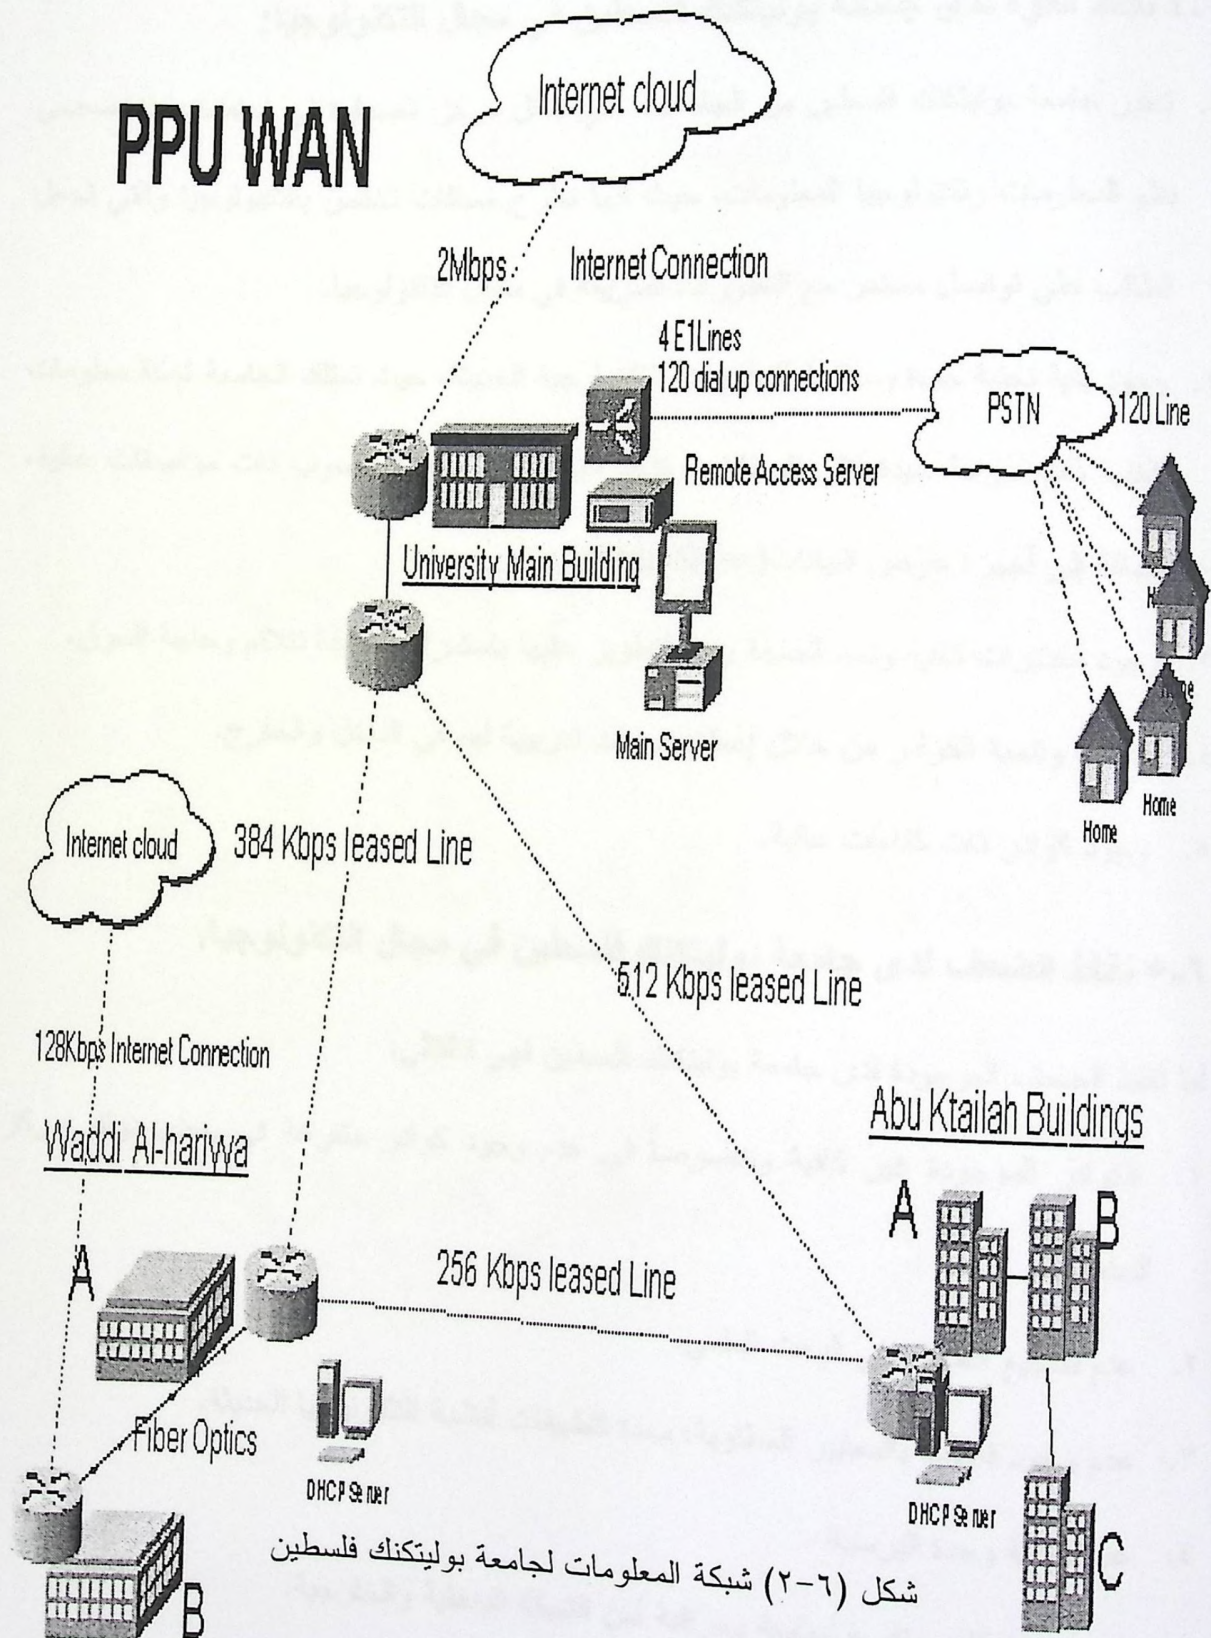 Internet cloud
PPU WAN
2Mbps
Internet Connection
4 E1Lines
120 dial up connections
PSTN
120 Line
Remote Access Server
University Main Building
Main Server
Home
Home
Internet cloud
384 Kbps leased Line
512 Kbps leased Line
128Kbps Internet Connection
Waddi Al-hariyya
Abu Ktailah Buildings
A
B
A
256 Kbps leased Line
Fiber Optics
DHCP Server
DHCP Server
C
B
شكل (٦-٢) شبكة المعلومات لجامعة بوليتكنك فلسطين